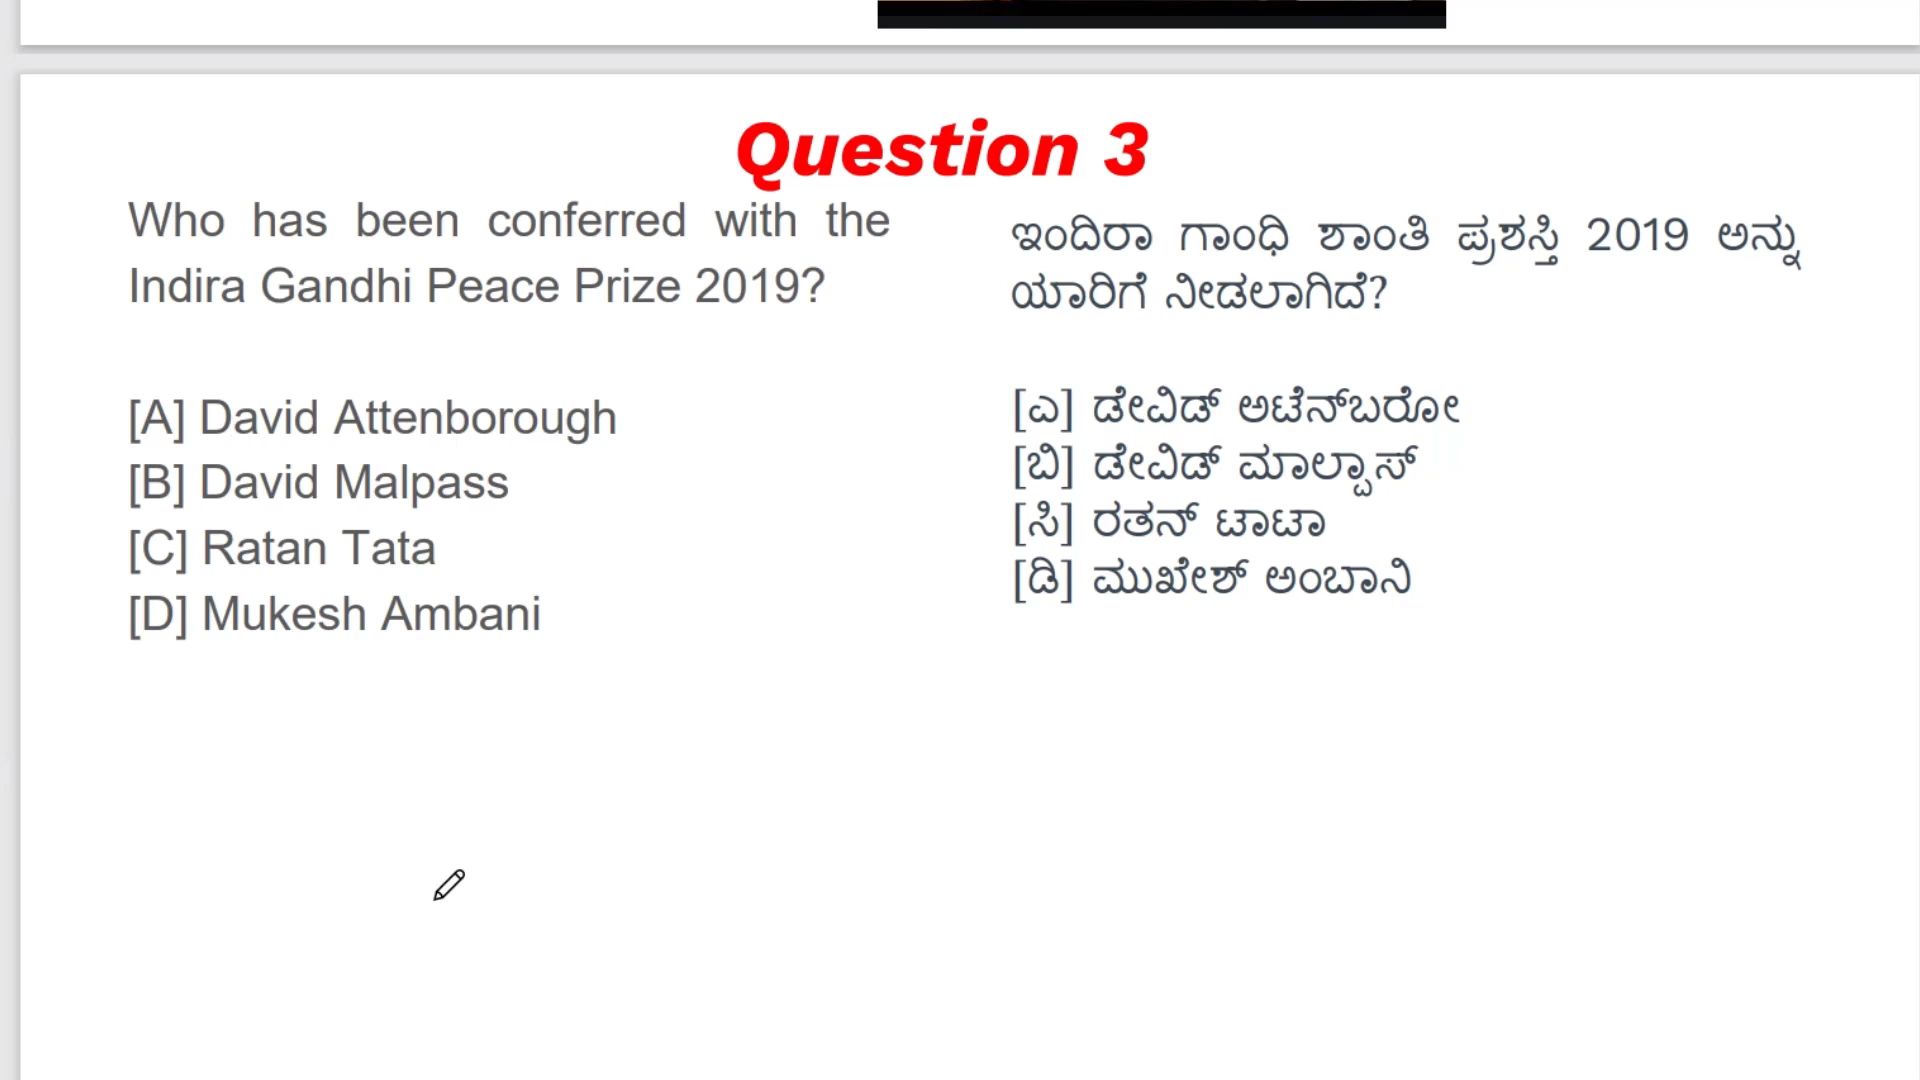 Question 3
Who has been conferred with the
Indira Gandhi Peace Prize 2019?
[A] David Attenborough
[B] David Malpass
[C] Ratan Tata
[D] Mukesh Ambani
ಇಂದಿರಾ ಗಾಂಧಿ ಶಾಂತಿ ಪ್ರಶಸ್ತಿ 2019 ಅನ್ನು
ಯಾರಿಗೆ ನೀಡಲಾಗಿದೆ?
[ಎ] ಡೇವಿಡ್ ಅಟೆನ್‌ಬರೋ
[ಬಿ] ಡೇವಿಡ್ ಮಾಲ್ಪಾಸ್
[ಸಿ] ರತನ್ ಟಾಟಾ
[ಡಿ] ಮುಖೇಶ್ ಅಂಬಾನಿ